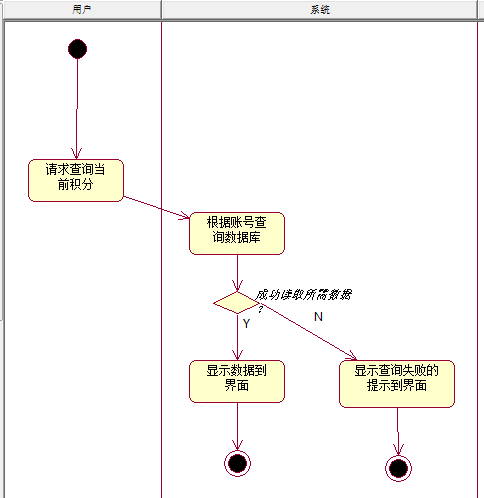 用户
系统
请求查询当
前积分
根据账号查
询数据库
成功读取所需数据
?
Y
N
显示数据到
界面
显示查询失败的
提示到界面